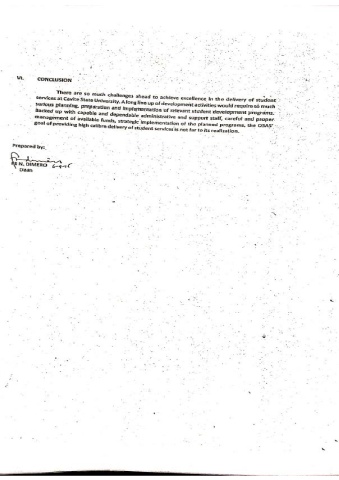 VI. CONCLUSION
There are so much challenges ahead to achieve excellence in the delivery of student
services at Cavite State University. A long line up of development activities would require so much
various planning, preparation and implementation of relevant student development programs.
Backed up with capable and dependable administrative and support staff, careful and proper
management of available funds, strategic implementation of the planned programs, the OSAS'
goal of providing high calibre delivery of student services is not far to its realization.
Prepared by:
N. DIMERO
OSAS